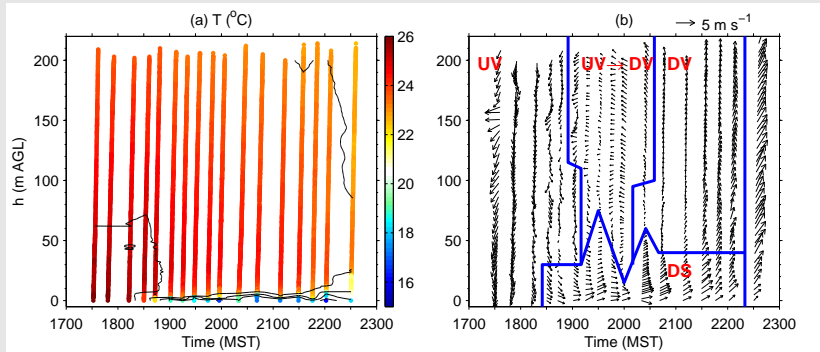 (a) T (°C)
(b)
5 m s⁻¹
200
150
100
50
0
h (m AGL)
1700 1800 1900 2000 2100 2200 2300
Time (MST)
26
24
22
20
18
16
200
150
100
50
0
UV
UV → DV
DV
DS
1700 1800 1900 2000 2100 2200 2300
Time (MST)